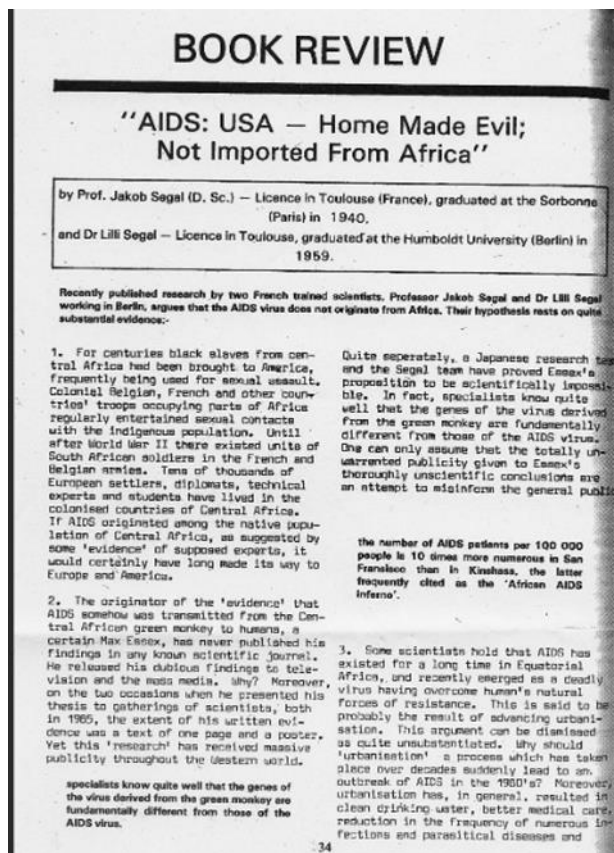 BOOK REVIEW
"AIDS: USA — Home Made Evil;
Not Imported From Africa"
by Prof. Jakob Segal (D. Sc.) — Licence in Toulouse (France), graduated at the Sorbonne
(Paris) in 1940,
and Dr Lilli Segal — Licence in Toulouse, graduated at the Humboldt University (Berlin) in
1959.
Recently published research by two French trained scientists, Professor Jakob Segal and Dr Lilli Segal
working in Berlin, argues that the AIDS virus does not originate from Africa. Their hypothesis rests on quite
substantial evidence:-
1. For centuries black slaves from cen-
tral Africa had been brought to America,
frequently being used for sexual assault.
Colonial Belgian, French and other coun-
tries' troops occupying parts of Africa
regularly entertained sexual contacts
with the indigenous population. Until
after World War II there existed units of
South African soldiers in the French and
Belgian armies. Tens of thousands of
European settlers, diplomats, technical
experts and students have lived in the
colonised countries of Central Africa.
If AIDS originated among the native popu-
lation of Central Africa, as suggested by
some 'evidence' of supposed experts, it
would certainly have long made its way to
Europe and America.
2. The originator of the 'evidence' that
AIDS somehow was transmitted from the Cen-
tral African green monkey to humans, a
certain Max Essex, has never published his
findings in any known scientific journal.
He released his dubious findings to tele-
vision and the mass media. Why? Moreover,
on the two occasions when he presented his
thesis to gatherings of scientists, both
in 1985, the extent of his written evi-
dence was a text of one page and a poster.
Yet this 'research' has received massive
publicity throughout the Western world.
specialists know quite well that the genes of
the virus derived from the green monkey are
fundamentally different from those of the
AIDS virus.
Quite seperately, a Japanese research
and the Segal team have proved Essex's
proposition to be scientifically impossi-
ble. In fact, specialists know quite
well that the genes of the virus derived
from the green monkey are fundamentally
different from those of the AIDS virus.
One can only assume that the totally un-
warrented publicity given to Essex's
thoroughly unscientific conclusions are
an attempt to misinform the general public
the number of AIDS patients per 100 000
people is 10 times more numerous in San
Fransisco than in Kinshasa, the latter
frequently cited as the 'African AIDS
Inferno'.
3. Some scientists hold that AIDS has
existed for a long time in Equatorial
Africa, and recently emerged as a deadly
virus having overcome human's natural
forces of resistance. This is said to be
probably the result of advancing urbani-
sation. This argument can be dismissed
as quite unsubstantiated. Why should
'urbanisation' a process which has taken
place over decades suddenly lead to an
outbreak of AIDS in the 1980's? Moreover,
urbanisation has, in general, resulted in
clean drinking water, better medical care,
reduction in the frequency of numerous in-
fections and parasitical diseases and
34